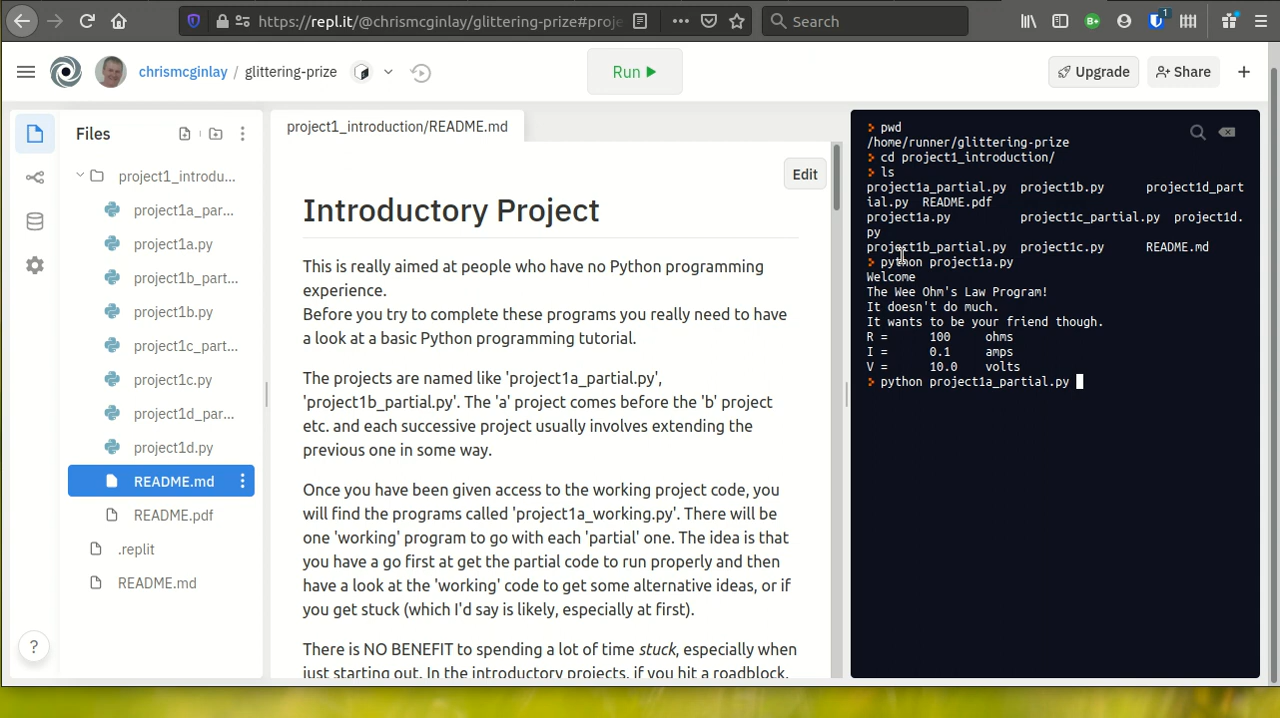 https://repl.it/@chrismcginlay/glittering-prize#proje
Search
1
chrismcginlay / glittering-prize
Run
Upgrade
Share
Files
project1_introdu...
project1a_par...
project1a.py
project1b_part...
project1b.py
project1c_part...
project1c.py
project1d_par...
project1d.py
README.md
README.pdf
.replit
README.md
?
project1_introduction/README.md
Edit
Introductory Project
This is really aimed at people who have no Python programming
experience.
Before you try to complete these programs you really need to have
a look at a basic Python programming tutorial.
The projects are named like 'project1a_partial.py',
'project1b_partial.py'. The 'a' project comes before the 'b' project
etc. and each successive project usually involves extending the
previous one in some way.
Once you have been given access to the working project code, you
will find the programs called 'project1a_working.py'. There will be
one 'working' program to go with each 'partial' one. The idea is that
you have a go first at get the partial code to run properly and then
have a look at the 'working' code to get some alternative ideas, or if
you get stuck (which I'd say is likely, especially at first).
There is NO BENEFIT to spending a lot of time stuck, especially when
just starting out. In the introductory projects, if you hit a roadblock,
> pwd
/home/runner/glittering-prize
> cd project1_introduction/
> ls
project1a_partial.py project1b.py project1d_part
ial.py README.pdf
project1a.py project1c_partial.py project1d.
py
project1b_partial.py project1c.py README.md
> python project1a.py
Welcome
The Wee Ohm's Law Program!
It doesn't do much.
It wants to be your friend though.
R = 100 ohms
I = 0.1 amps
V = 10.0 volts
> python project1a_partial.py